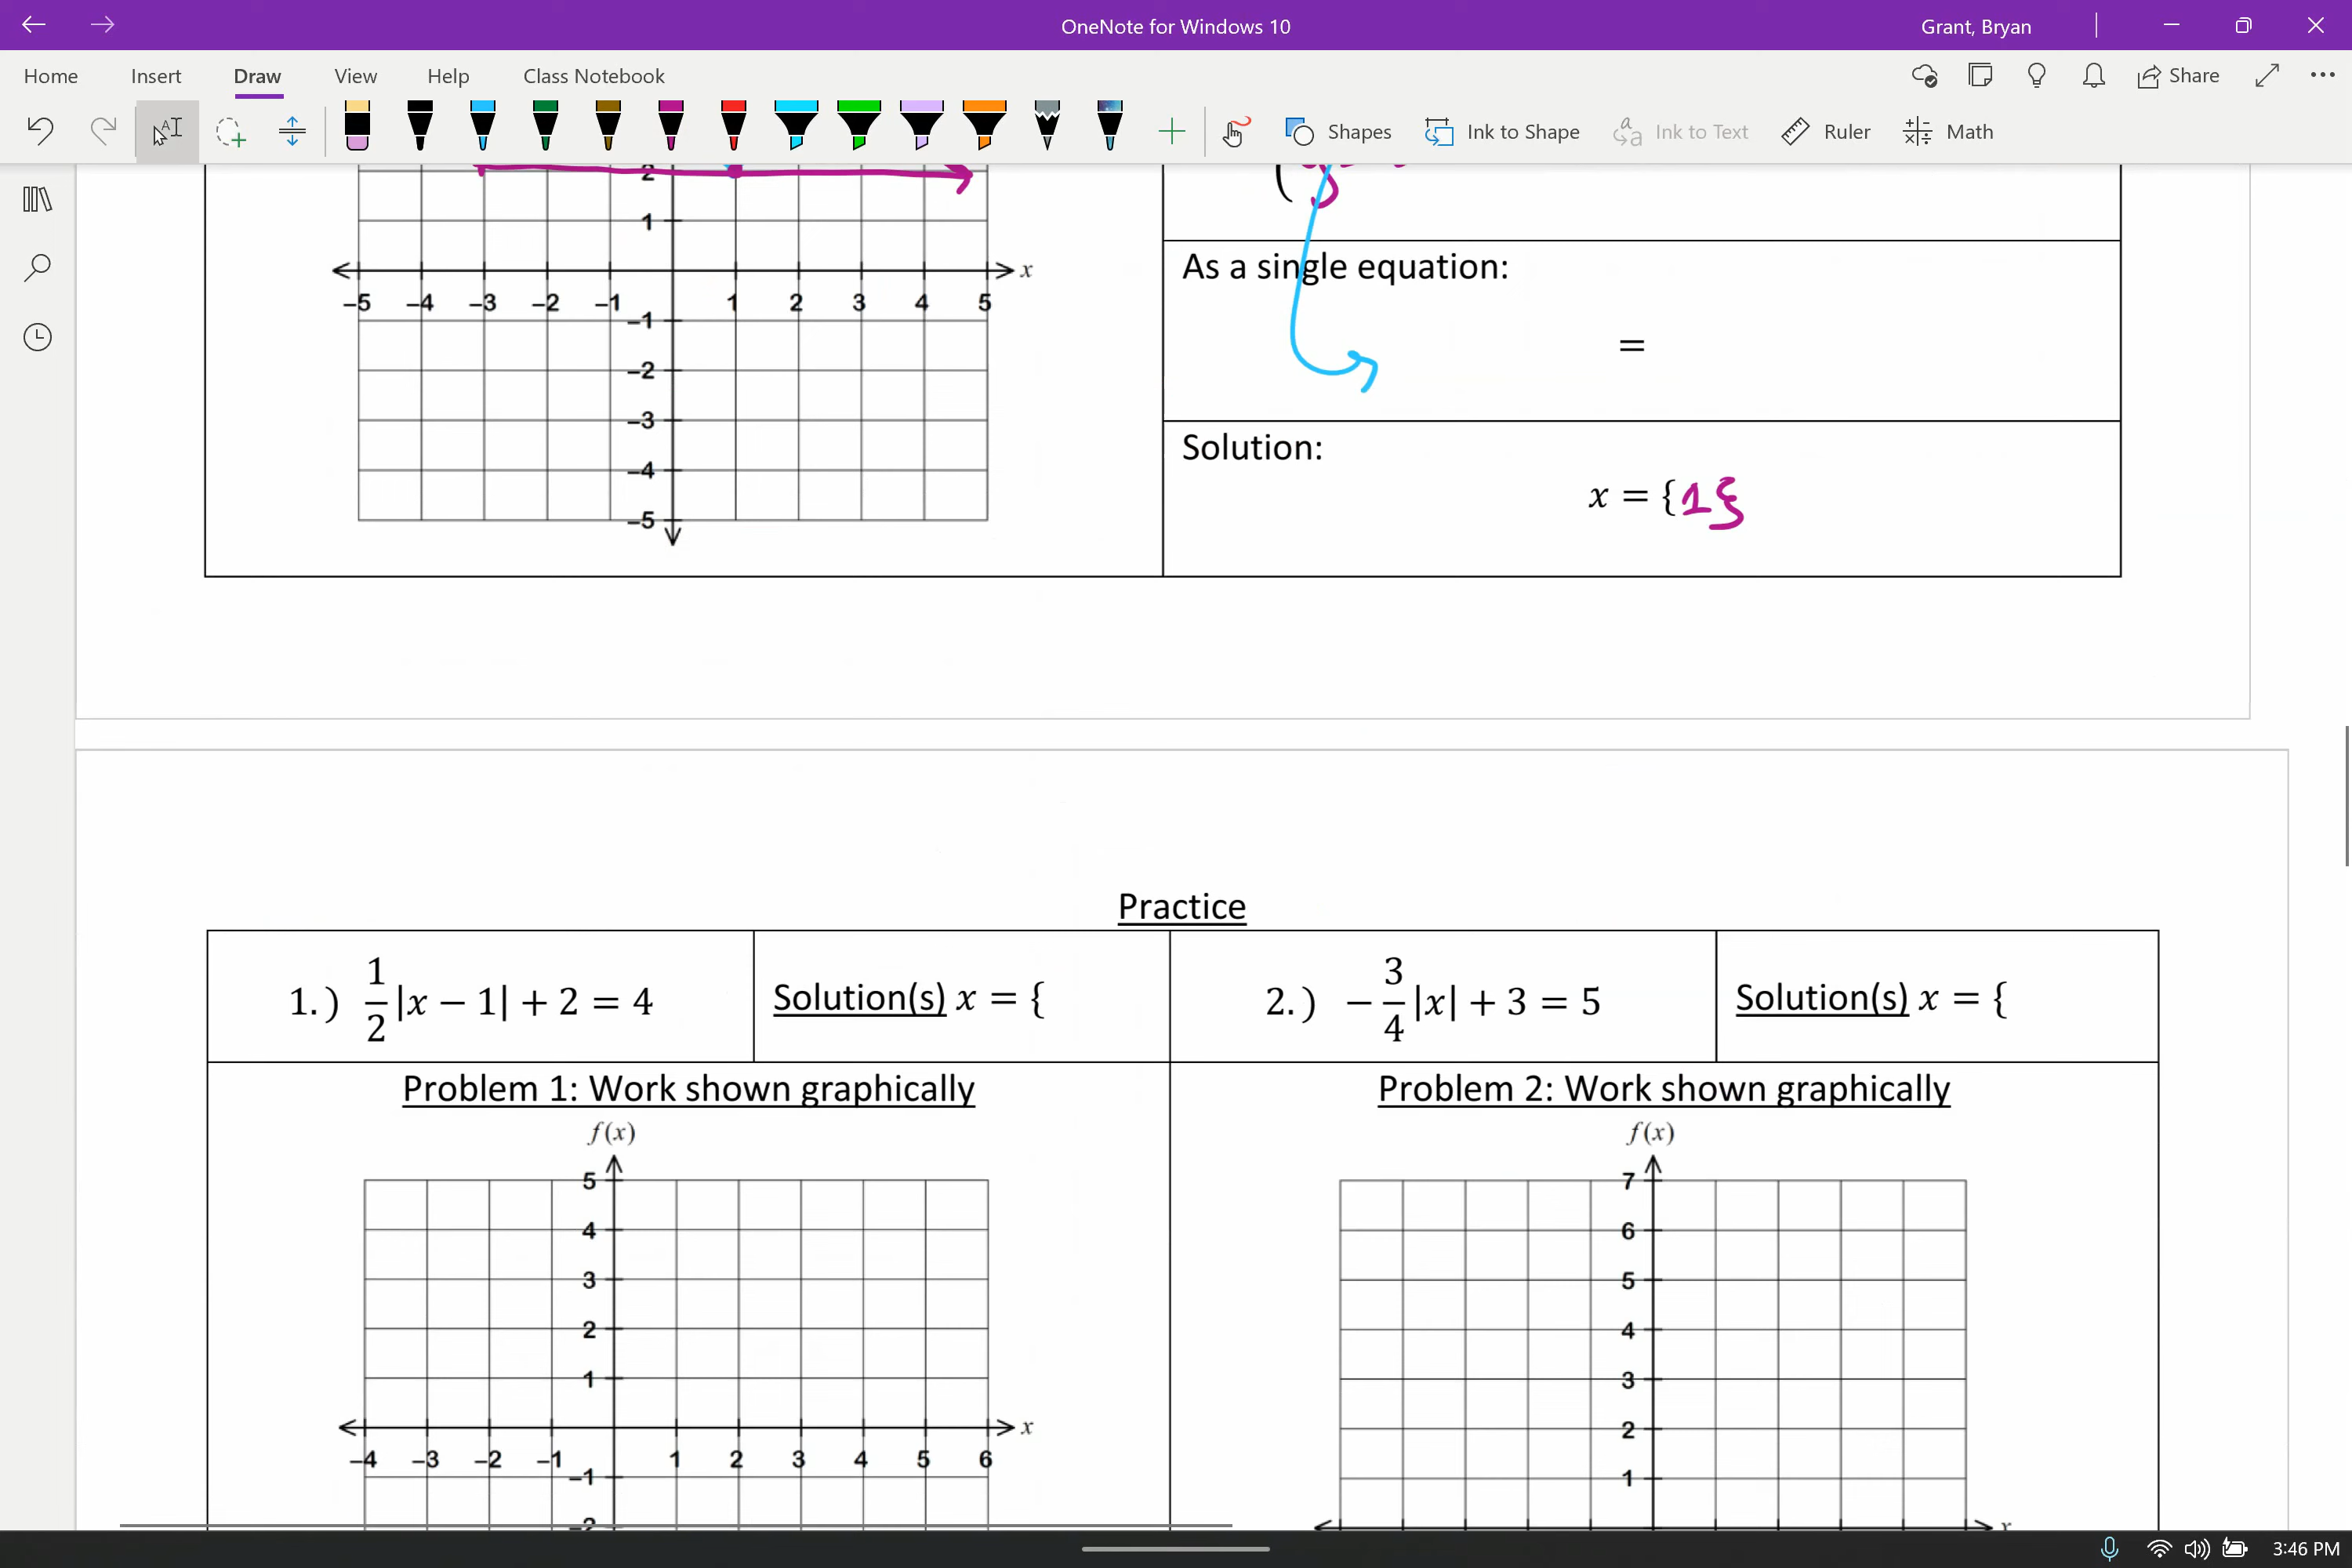 OneNote for Windows 10
Grant, Bryan
Home Insert Draw View Help Class Notebook
Share
Shapes Ink to Shape Ink to Text Ruler Math
2
1
x
-5 -4 -3 -2 -1 1 2 3 4 5
-1
-2
-3
-4
-5
As a single equation:
=
Solution:
x = {1}
Practice
1.) 1/2|x − 1| + 2 = 4
Solution(s) x = {
2.) −3/4|x| + 3 = 5
Solution(s) x = {
Problem 1: Work shown graphically
f(x)
5
4
3
2
1
x
-4 -3 -2 -1 1 2 3 4 5 6
-1
-2
Problem 2: Work shown graphically
f(x)
7
6
5
4
3
2
1
x
3:46 PM